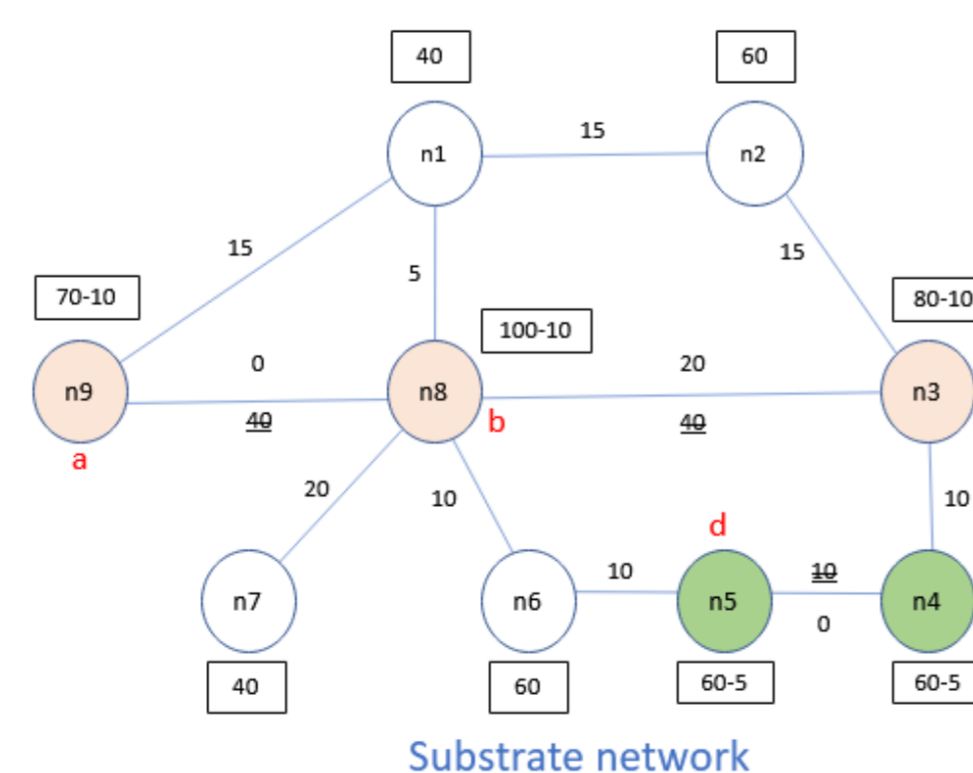 40 60
n1 15 n2
15 5 15
70-10 100-10 80-10
n9 0 n8 20 n3
40 b 40
a
20 10 d 10
n7 n6 10 n5 10 n4
0
40 60 60-5 60-5
Substrate network